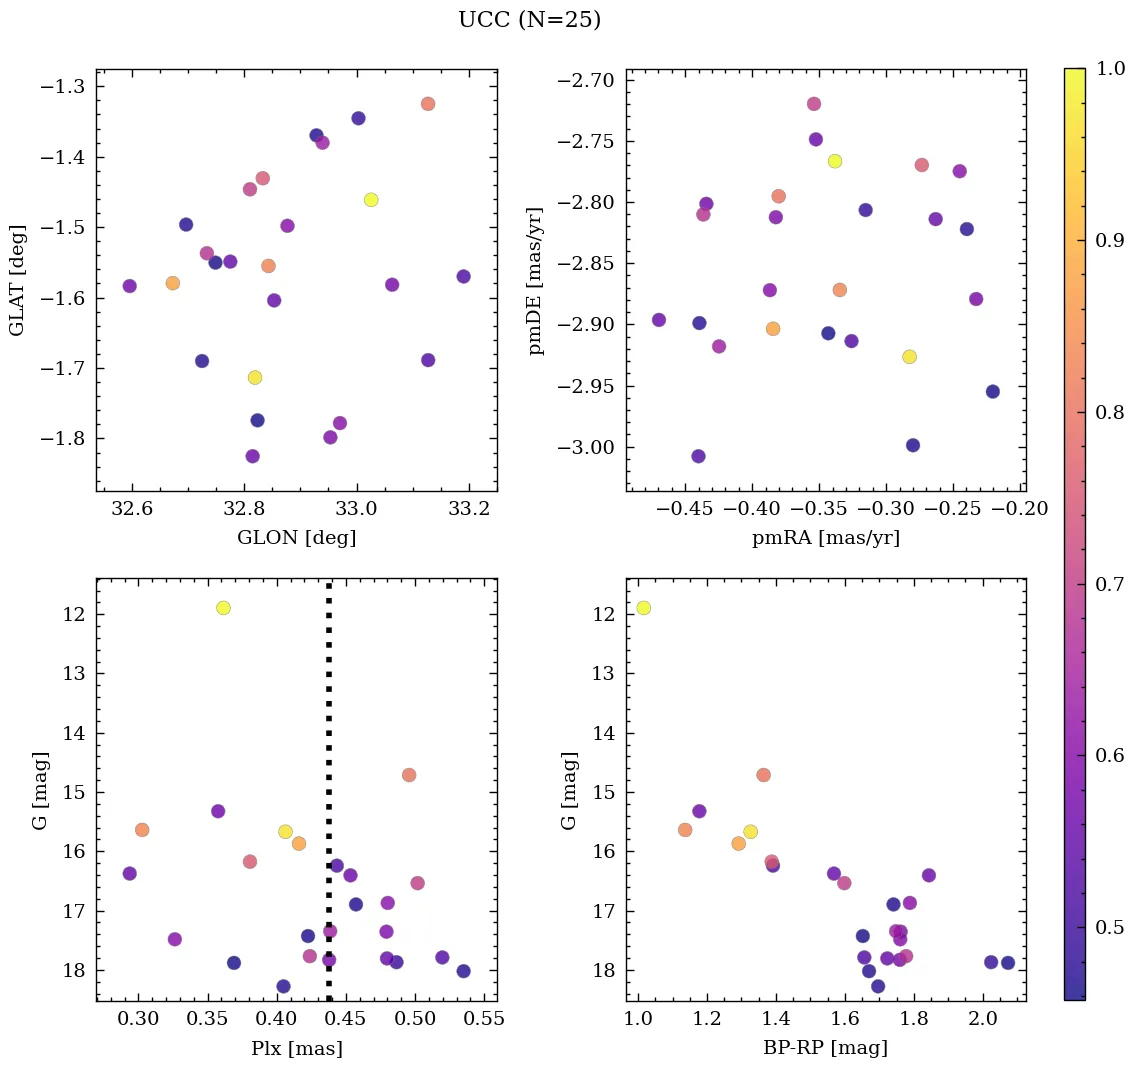 UCC (N=25)
−1.3
−1.4
−1.5
−1.6
−1.7
−1.8
GLAT [deg]
32.6 32.8 33.0 33.2
GLON [deg]
−2.70
−2.75
−2.80
−2.85
−2.90
−2.95
−3.00
pmDE [mas/yr]
−0.45 −0.40 −0.35 −0.30 −0.25 −0.20
pmRA [mas/yr]
12
13
14
15
16
17
18
G [mag]
0.30 0.35 0.40 0.45 0.50 0.55
Plx [mas]
12
13
14
15
16
17
18
G [mag]
1.0 1.2 1.4 1.6 1.8 2.0
BP-RP [mag]
1.0
0.9
0.8
0.7
0.6
0.5